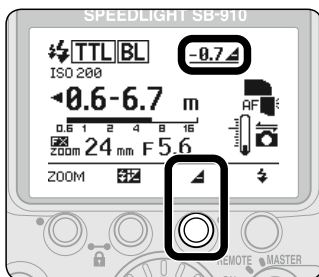 SPEEDLIGHT SB-910
TTL BL -0.7
ISO 200
0.6-6.7 m
AF
0.6 1 2 4 8 16
FX
zoom 24 mm F5.6
ZOOM
REMOTE MASTER